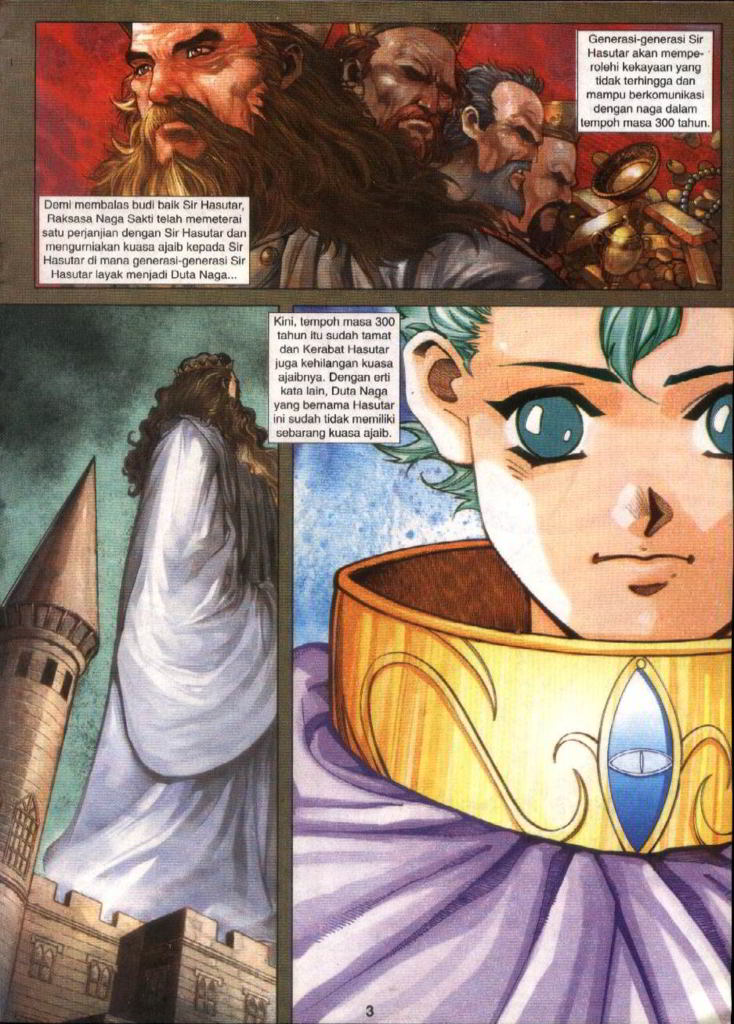 Demi membalas budi baik Sir Hasutar,
Raksasa Naga Sakti telah memeterai
satu perjanjian dengan Sir Hasutar dan
mengurniakan kuasa ajaib kepada Sir
Hasutar di mana generasi-generasi Sir
Hasutar layak menjadi Duta Naga...
Generasi-generasi Sir
Hasutar akan mempe-
rolehi kekayaan yang
tidak terhingga dan
mampu berkomunikasi
dengan naga dalam
tempoh masa 300 tahun.
Kini, tempoh masa 300
tahun itu sudah tamat
dan Kerabat Hasutar
juga kehilangan kuasa
ajaibnya. Dengan erti
kata lain, Duta Naga
yang bernama Hasutar
ini sudah tidak memiliki
sebarang kuasa ajaib.
3